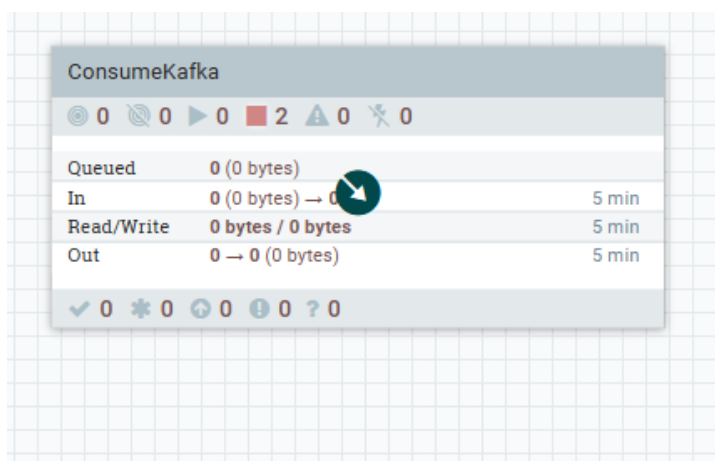 ConsumeKafka
0 0 0 2 0 0
Queued 0 (0 bytes)
In 0 (0 bytes) → 0 5 min
Read/Write 0 bytes / 0 bytes 5 min
Out 0 → 0 (0 bytes) 5 min
0 0 0 0 ? 0